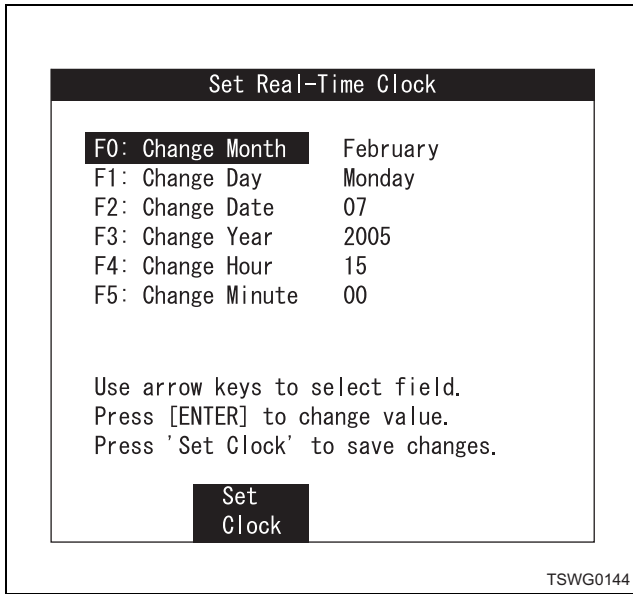 Set Real-Time Clock
F0: Change Month February
F1: Change Day Monday
F2: Change Date 07
F3: Change Year 2005
F4: Change Hour 15
F5: Change Minute 00
Use arrow keys to select field.
Press [ENTER] to change value.
Press 'Set Clock' to save changes.
Set
Clock
TSWG0144